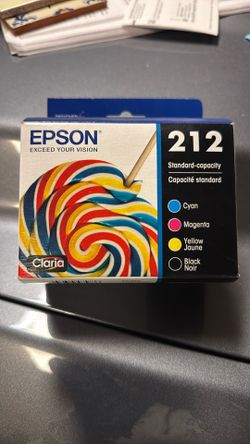 EPSON
EXCEED YOUR VISION
212
Standard-capacity
Capacité standard
Cyan
Magenta
Yellow
Jaune
Black
Noir
Claria